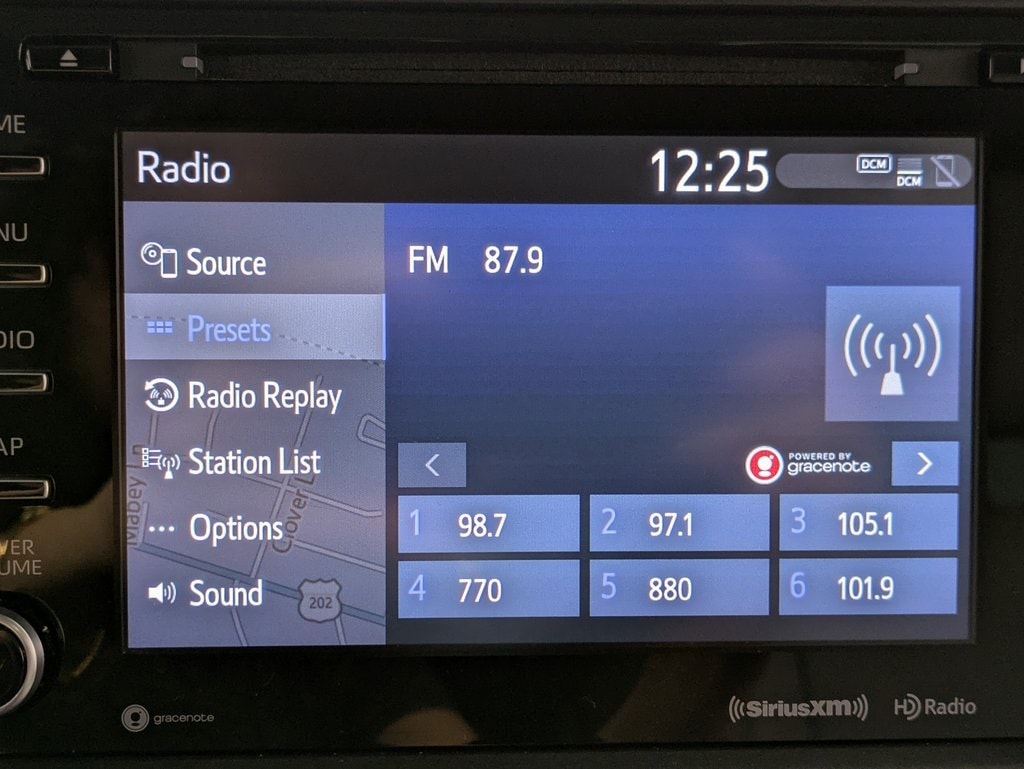 ME
NU
DIO
AP
VER
UME
Radio
12:25
DCM
DCM
Source
Presets
Radio Replay
Station List
Options
Sound
Mabey Ln
Clover L
202
FM 87.9
POWERED BY
gracenote
1 98.7
2 97.1
3 105.1
4 770
5 880
6 101.9
gracenote
SiriusXM
HD Radio